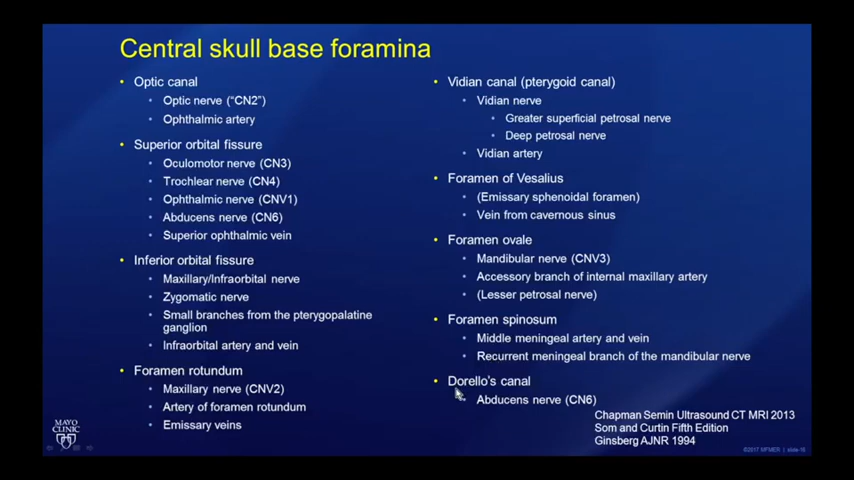 Central skull base foramina
• Optic canal
• Optic nerve ("CN2")
• Ophthalmic artery
• Superior orbital fissure
• Oculomotor nerve (CN3)
• Trochlear nerve (CN4)
• Ophthalmic nerve (CNV1)
• Abducens nerve (CN6)
• Superior ophthalmic vein
• Inferior orbital fissure
• Maxillary/Infraorbital nerve
• Zygomatic nerve
• Small branches from the pterygopalatine
ganglion
• Infraorbital artery and vein
• Foramen rotundum
• Maxillary nerve (CNV2)
• Artery of foramen rotundum
• Emissary veins
• Vidian canal (pterygoid canal)
• Vidian nerve
• Greater superficial petrosal nerve
• Deep petrosal nerve
• Vidian artery
• Foramen of Vesalius
• (Emissary sphenoidal foramen)
• Vein from cavernous sinus
• Foramen ovale
• Mandibular nerve (CNV3)
• Accessory branch of internal maxillary artery
• (Lesser petrosal nerve)
• Foramen spinosum
• Middle meningeal artery and vein
• Recurrent meningeal branch of the mandibular nerve
• Dorello's canal
• Abducens nerve (CN6)
Chapman Semin Ultrasound CT MRI 2013
Som and Curtin Fifth Edition
Ginsberg AJNR 1994
MAYO
CLINIC
©2017 MFMER | slide-16